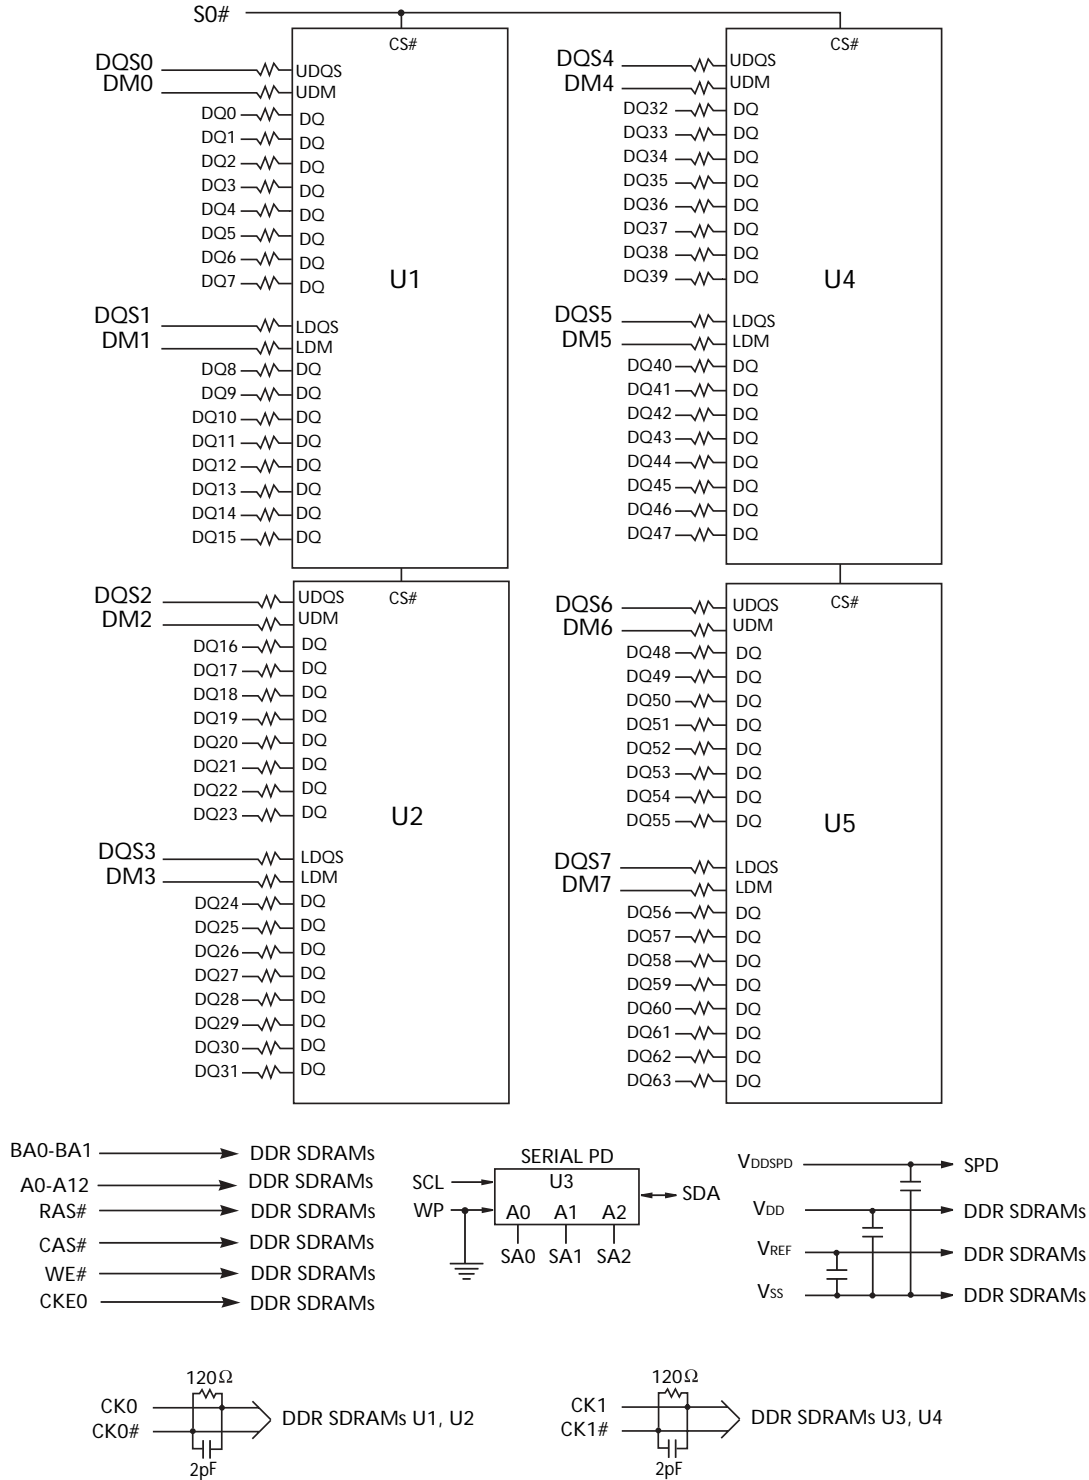 S0#
CS#
DQS0
UDQS
DM0
UDM
DQ0 DQ
DQ1 DQ
DQ2 DQ
DQ3 DQ
DQ4 DQ
DQ5 DQ
DQ6 DQ
DQ7 DQ
U1
DQS1
LDQS
DM1
LDM
DQ8 DQ
DQ9 DQ
DQ10 DQ
DQ11 DQ
DQ12 DQ
DQ13 DQ
DQ14 DQ
DQ15 DQ
CS#
DQS2
UDQS
DM2
UDM
DQ16 DQ
DQ17 DQ
DQ18 DQ
DQ19 DQ
DQ20 DQ
DQ21 DQ
DQ22 DQ
DQ23 DQ
U2
DQS3
LDQS
DM3
LDM
DQ24 DQ
DQ25 DQ
DQ26 DQ
DQ27 DQ
DQ28 DQ
DQ29 DQ
DQ30 DQ
DQ31 DQ
CS#
DQS4
UDQS
DM4
UDM
DQ32 DQ
DQ33 DQ
DQ34 DQ
DQ35 DQ
DQ36 DQ
DQ37 DQ
DQ38 DQ
DQ39 DQ
U4
DQS5
LDQS
DM5
LDM
DQ40 DQ
DQ41 DQ
DQ42 DQ
DQ43 DQ
DQ44 DQ
DQ45 DQ
DQ46 DQ
DQ47 DQ
CS#
DQS6
UDQS
DM6
UDM
DQ48 DQ
DQ49 DQ
DQ50 DQ
DQ51 DQ
DQ52 DQ
DQ53 DQ
DQ54 DQ
DQ55 DQ
U5
DQS7
LDQS
DM7
LDM
DQ56 DQ
DQ57 DQ
DQ58 DQ
DQ59 DQ
DQ60 DQ
DQ61 DQ
DQ62 DQ
DQ63 DQ
BA0-BA1 DDR SDRAMs
A0-A12 DDR SDRAMs
RAS# DDR SDRAMs
CAS# DDR SDRAMs
WE# DDR SDRAMs
CKE0 DDR SDRAMs
SERIAL PD
SCL U3
SDA
WP A0 A1 A2
SA0 SA1 SA2
VDDSPD SPD
VDD DDR SDRAMs
VREF DDR SDRAMs
VSS DDR SDRAMs
120Ω
CK0
CK0#
DDR SDRAMs U1, U2
2pF
120Ω
CK1
CK1#
DDR SDRAMs U3, U4
2pF